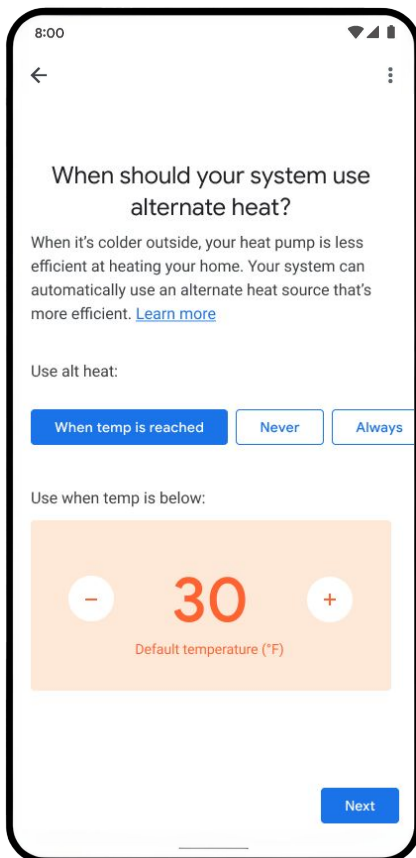 8:00
When should your system use
alternate heat?
When it's colder outside, your heat pump is less
efficient at heating your home. Your system can
automatically use an alternate heat source that's
more efficient. Learn more
Use alt heat:
When temp is reached Never Always
Use when temp is below:
− 30 +
Default temperature (°F)
Next